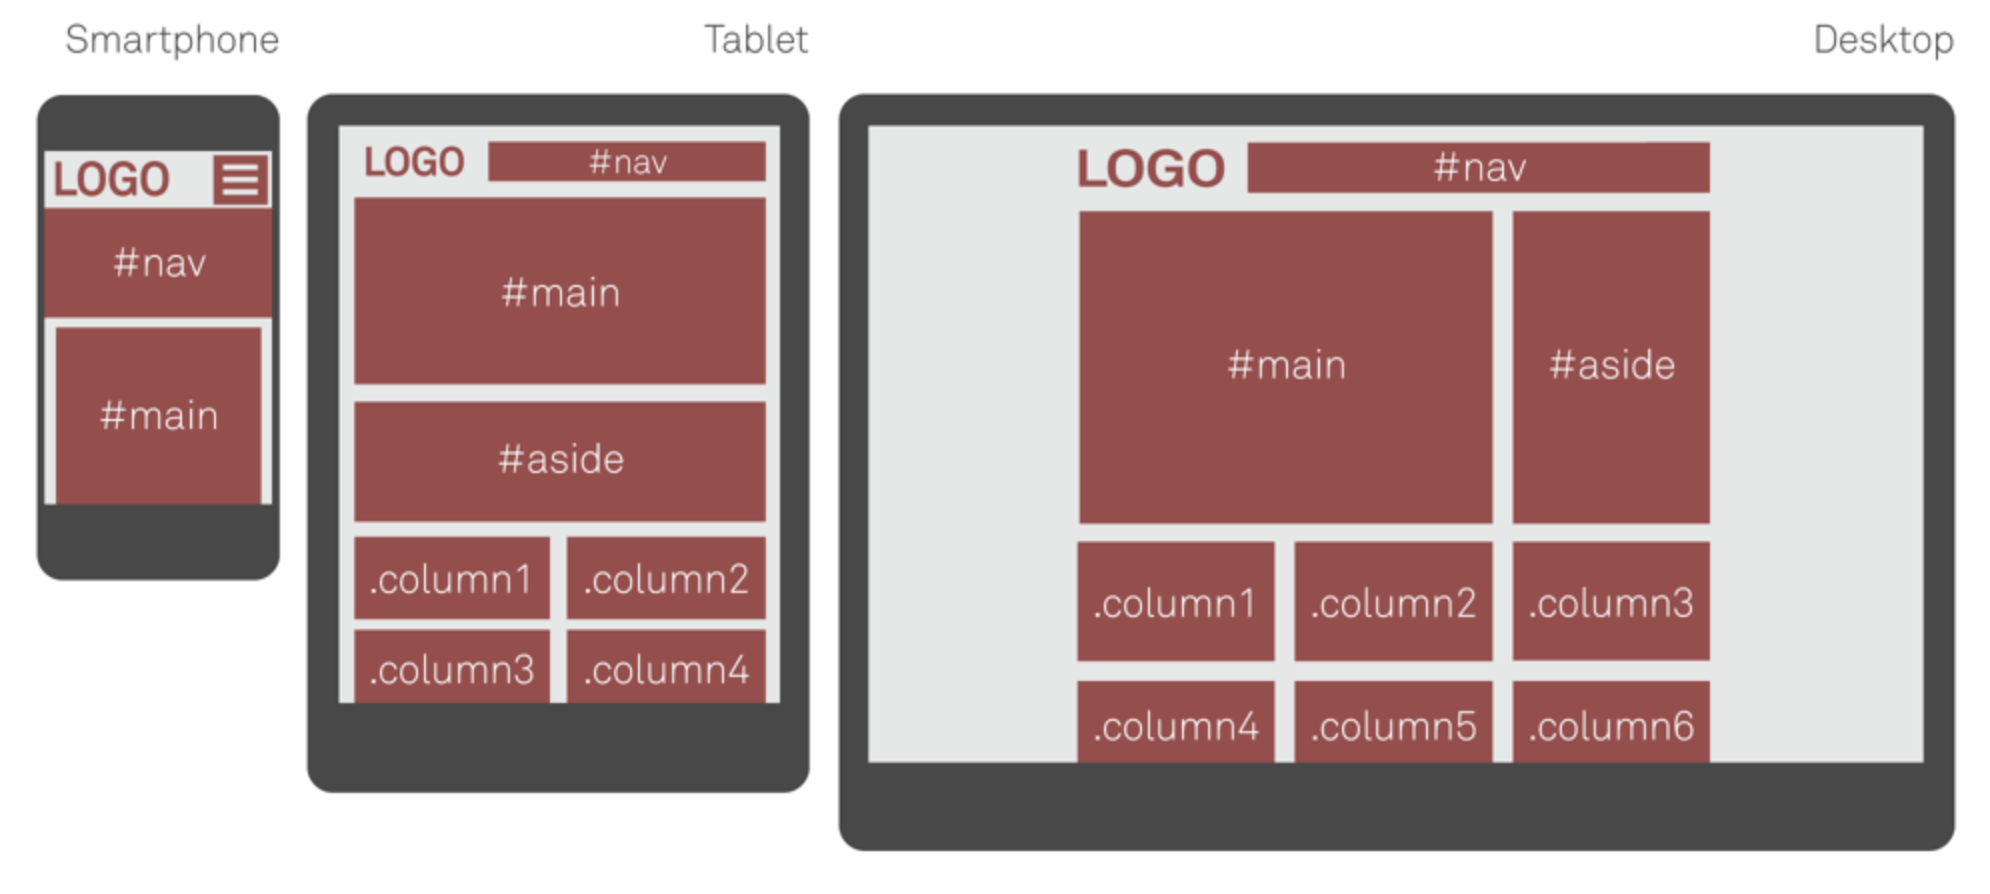 Smartphone
LOGO
#nav
#main
Tablet
LOGO #nav
#main
#aside
.column1 .column2
.column3 .column4
Desktop
LOGO #nav
#main #aside
.column1 .column2 .column3
.column4 .column5 .column6